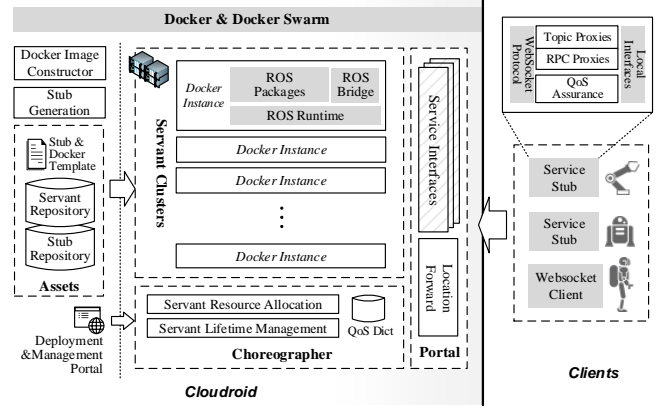 Docker & Docker Swarm
Docker Image
Constructor
Stub
Generation
Stub &
Docker
Template
Servant
Repository
Stub
Repository
Assets
Deployment
&Management
Portal
Servant Clusters
Docker
Instance
ROS
Packages
ROS
Bridge
ROS Runtime
Docker Instance
Docker Instance
Docker Instance
Servant Resource Allocation
Servant Lifetime Management
QoS Dict
Choreographer
Service Interfaces
Location
Forward
Portal
Cloudroid
WebSocket
Protocol
Topic Proxies
RPC Proxies
QoS
Assurance
Local
Interfaces
Service
Stub
Service
Stub
Websocket
Client
Clients